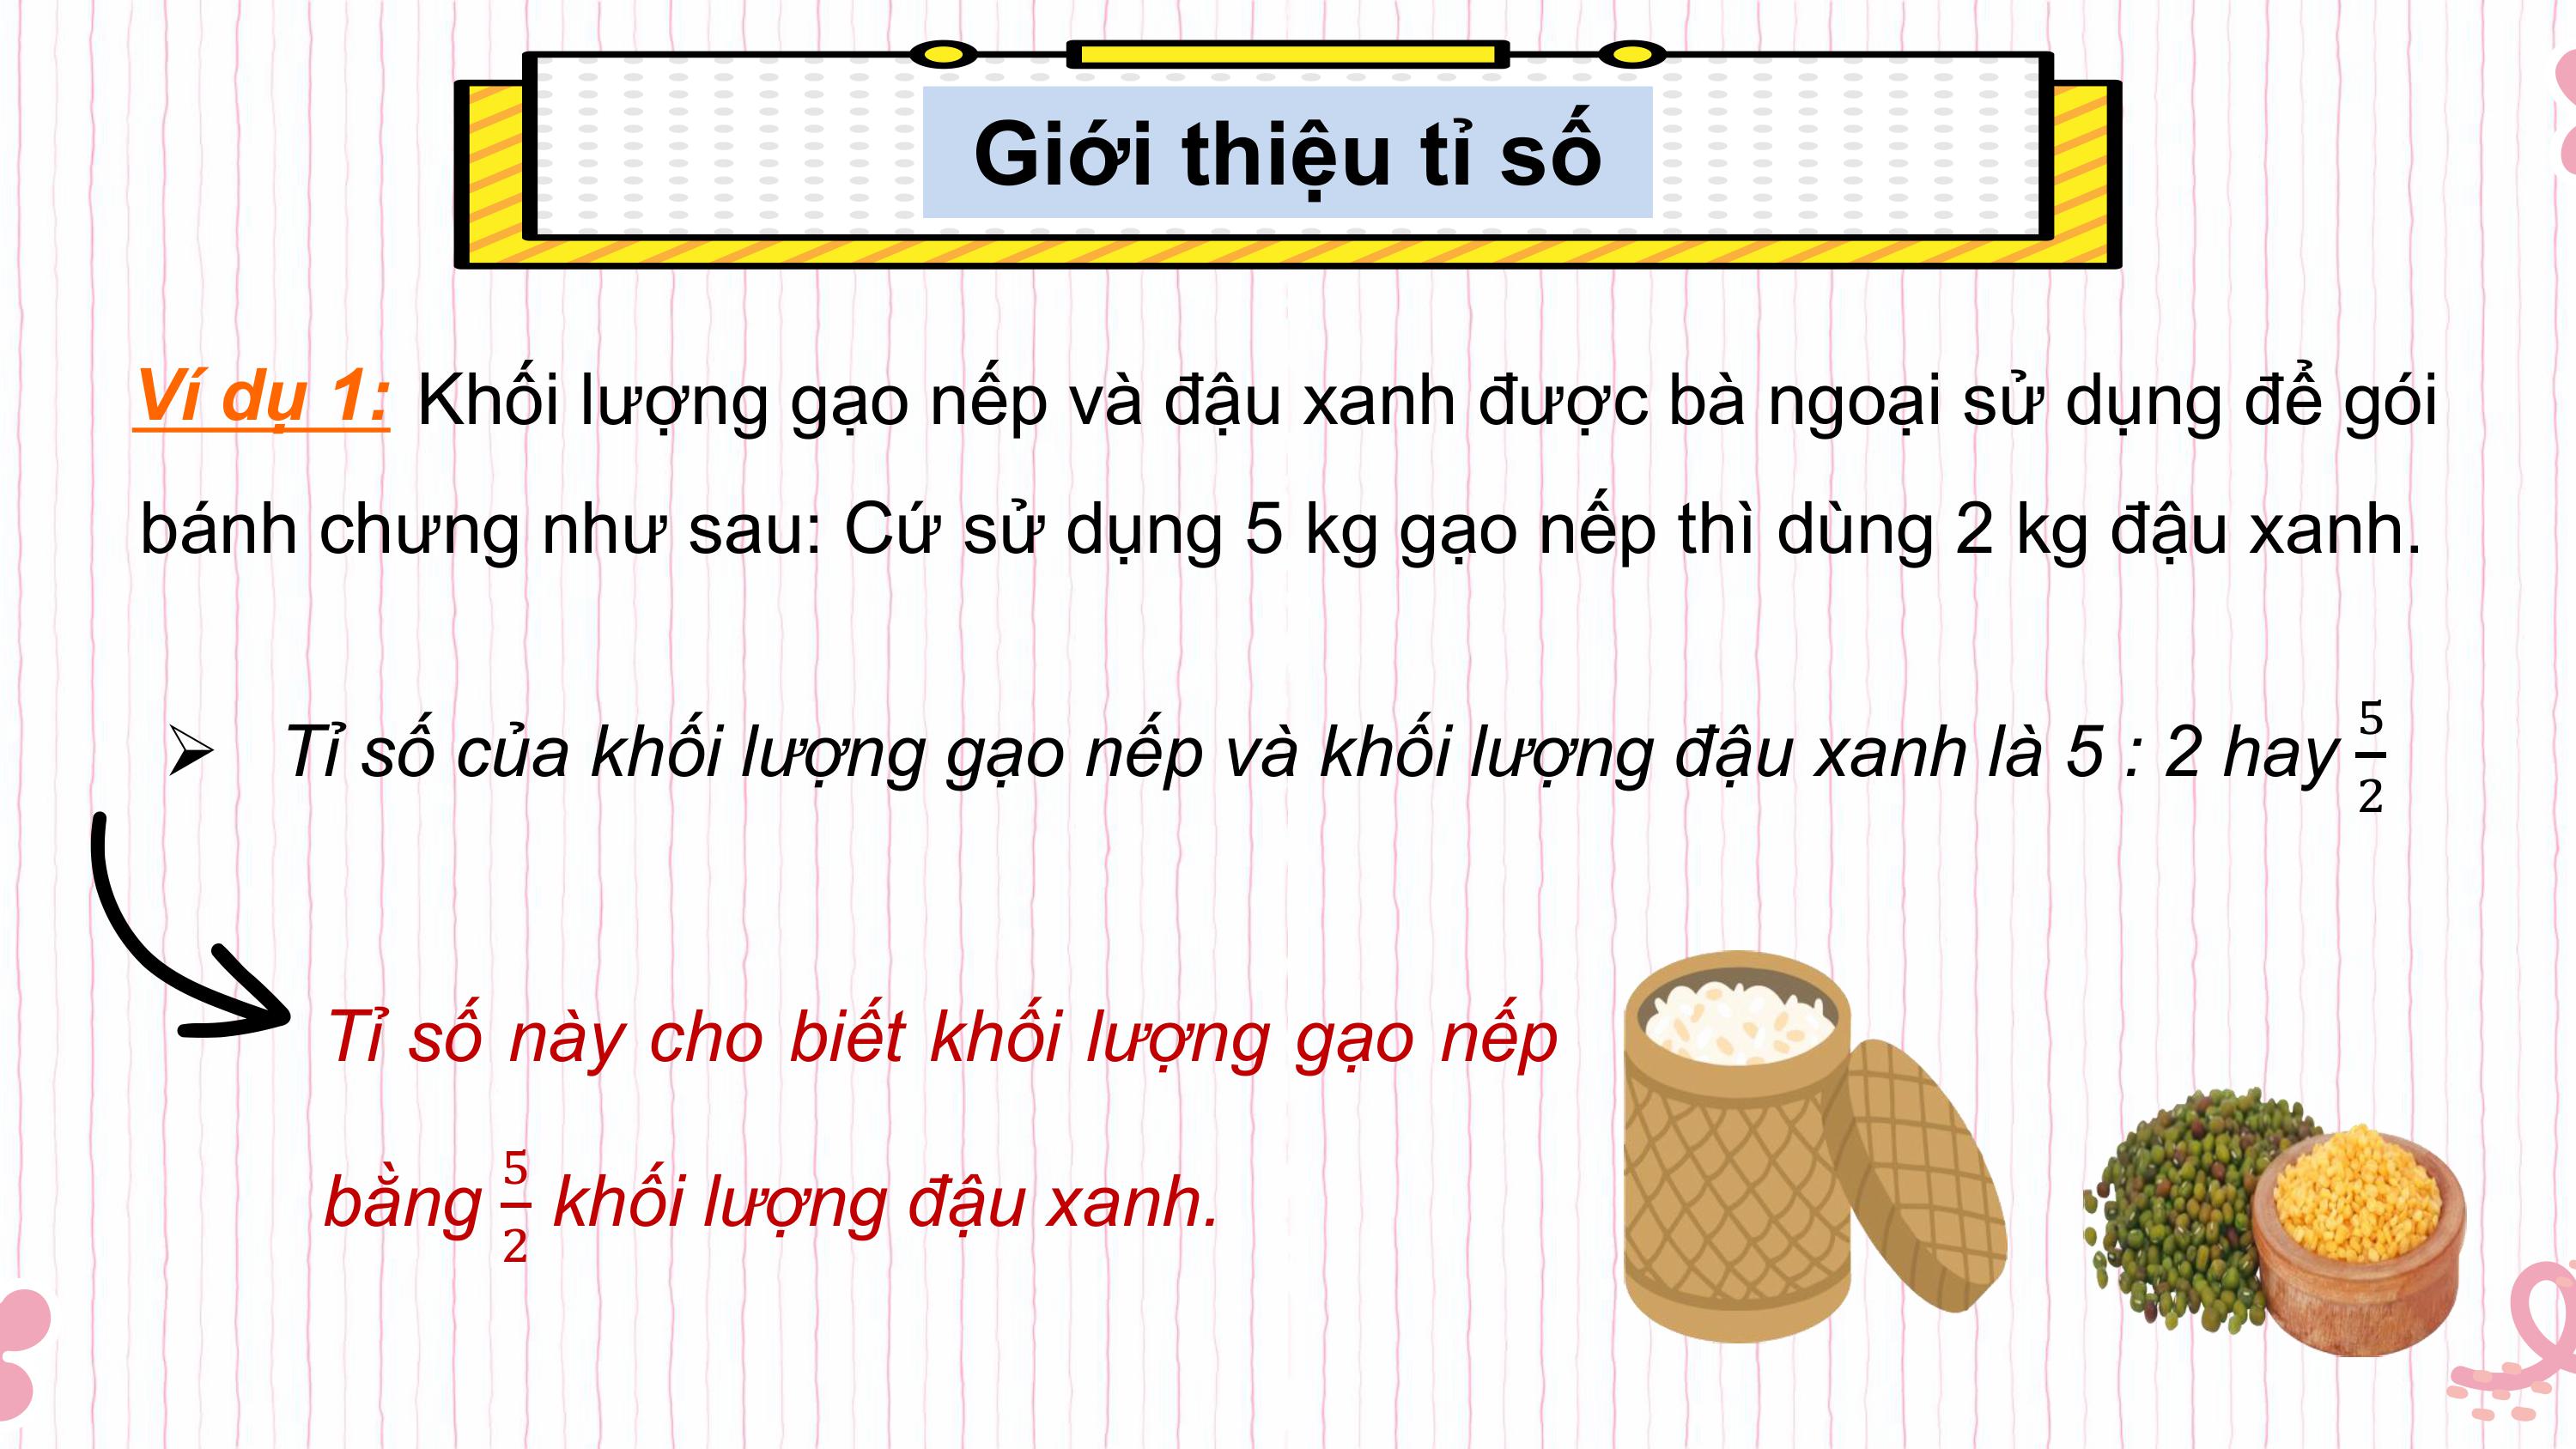 Giới thiệu tỉ số
Ví dụ 1: Khối lượng gạo nếp và đậu xanh được bà ngoại sử dụng để gói
bánh chưng như sau: Cứ sử dụng 5 kg gạo nếp thì dùng 2 kg đậu xanh.
⮚ Tỉ số của khối lượng gạo nếp và khối lượng đậu xanh là 5 : 2 hay 5/2
Tỉ số này cho biết khối lượng gạo nếp
bằng 5/2 khối lượng đậu xanh.